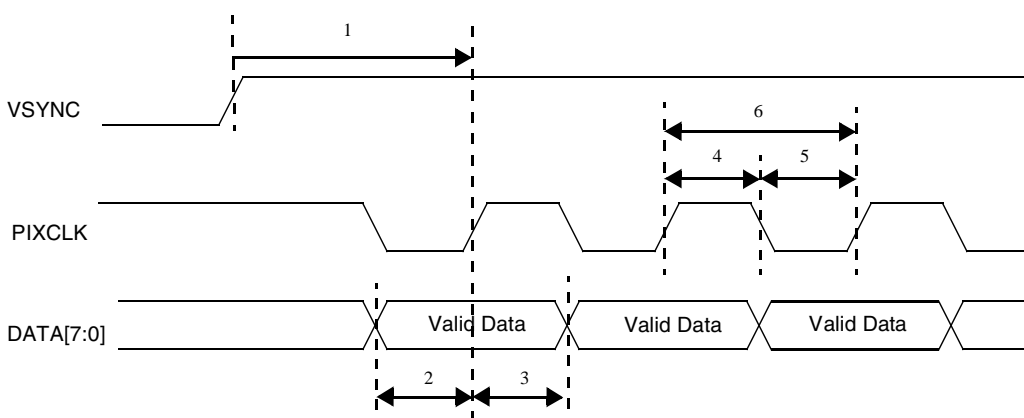 1
VSYNC
6
4 5
PIXCLK
DATA[7:0] Valid Data Valid Data Valid Data
2 3